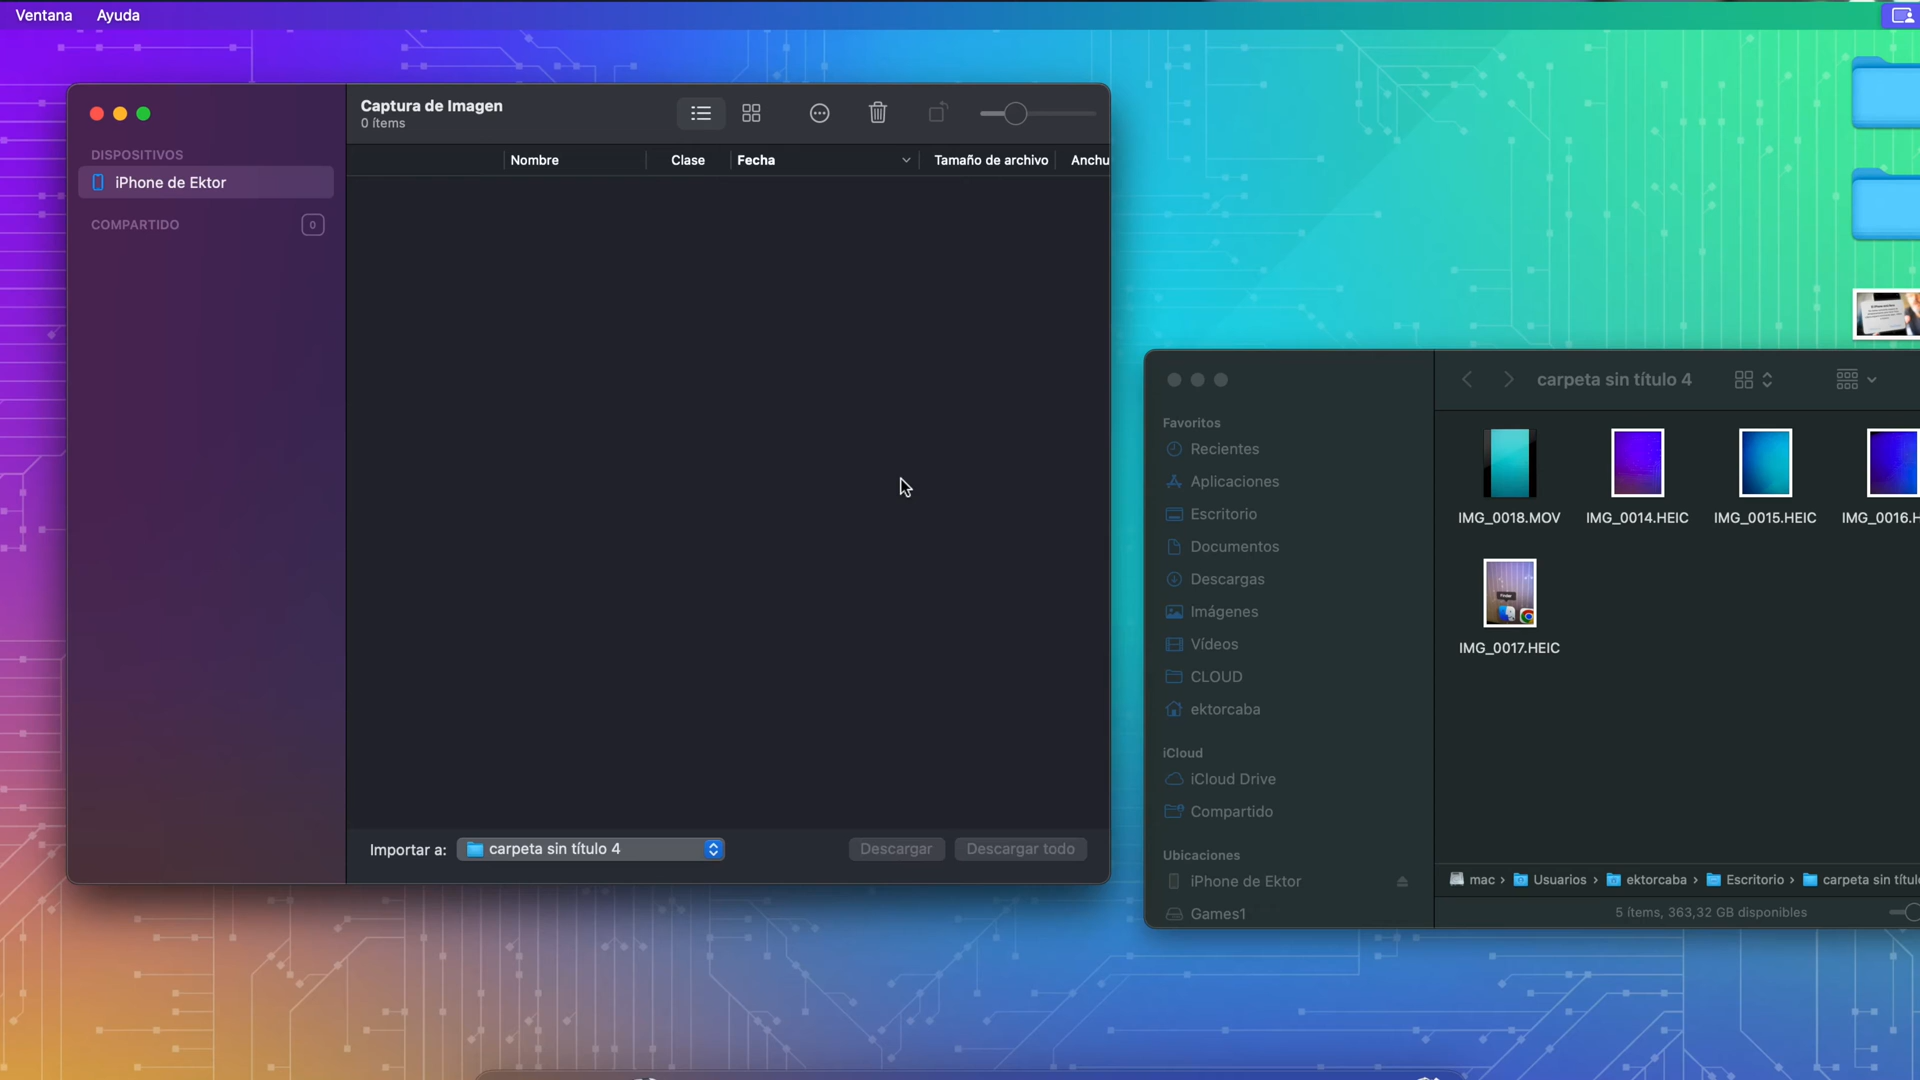 Ventana Ayuda
Captura de Imagen
0 ítems
DISPOSITIVOS
iPhone de Ektor
COMPARTIDO 0
Nombre Clase Fecha Tamaño de archivo Anchu
Importar a: carpeta sin título 4 Descargar Descargar todo
carpeta sin título 4
Favoritos
Recientes
Aplicaciones
Escritorio
Documentos
Descargas
Imágenes
Vídeos
CLOUD
ektorcaba
iCloud
iCloud Drive
Compartido
Ubicaciones
iPhone de Ektor
Games1
IMG_0018.MOV IMG_0014.HEIC IMG_0015.HEIC IMG_0016.H
IMG_0017.HEIC
mac › Usuarios › ektorcaba › Escritorio › carpeta sin títul
5 ítems, 363,32 GB disponibles